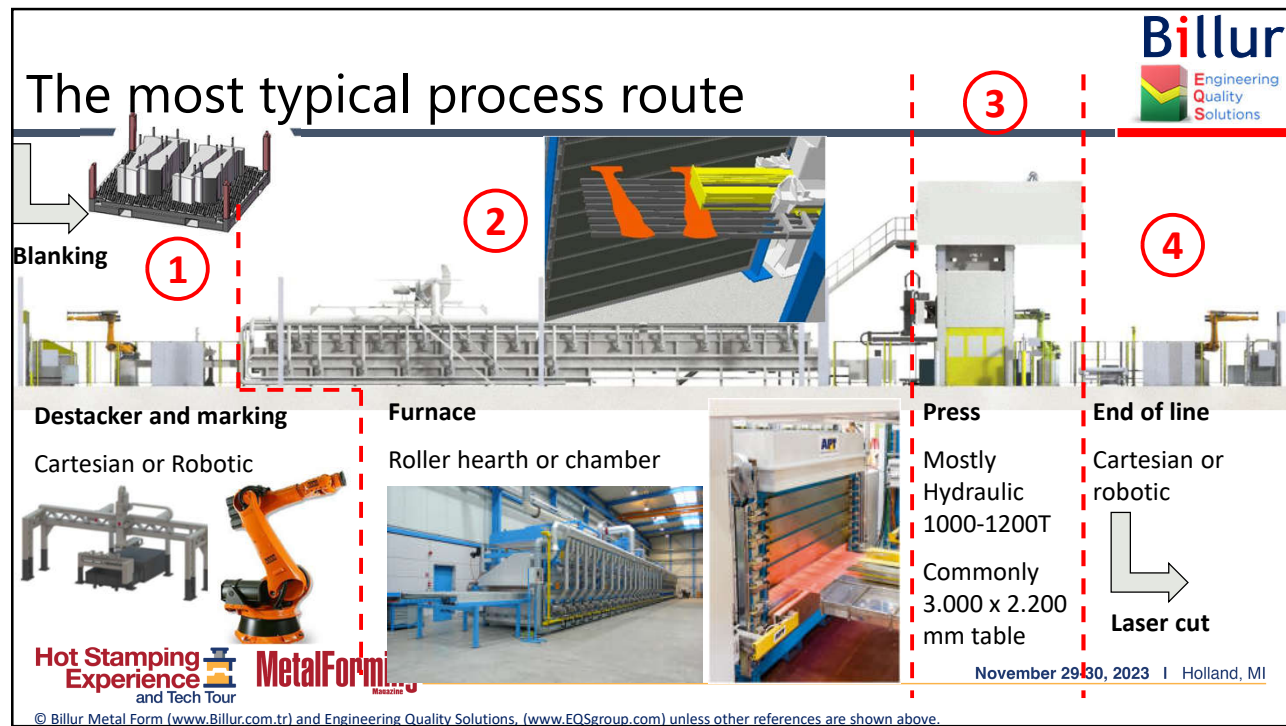 Billur
Engineering
Quality
Solutions
The most typical process route
3
2
Blanking
1
4
Destacker and marking
Cartesian or Robotic
Furnace
Roller hearth or chamber
APT
APT
Press
Mostly
Hydraulic
1000-1200T
Commonly
3.000 x 2.200
mm table
End of line
Cartesian or
robotic
Laser cut
Hot Stamping
Experience
and Tech Tour
MetalForming
Magazine
November 29-30, 2023 I Holland, MI
© Billur Metal Form (www.Billur.com.tr) and Engineering Quality Solutions, (www.EQSgroup.com) unless other references are shown above.